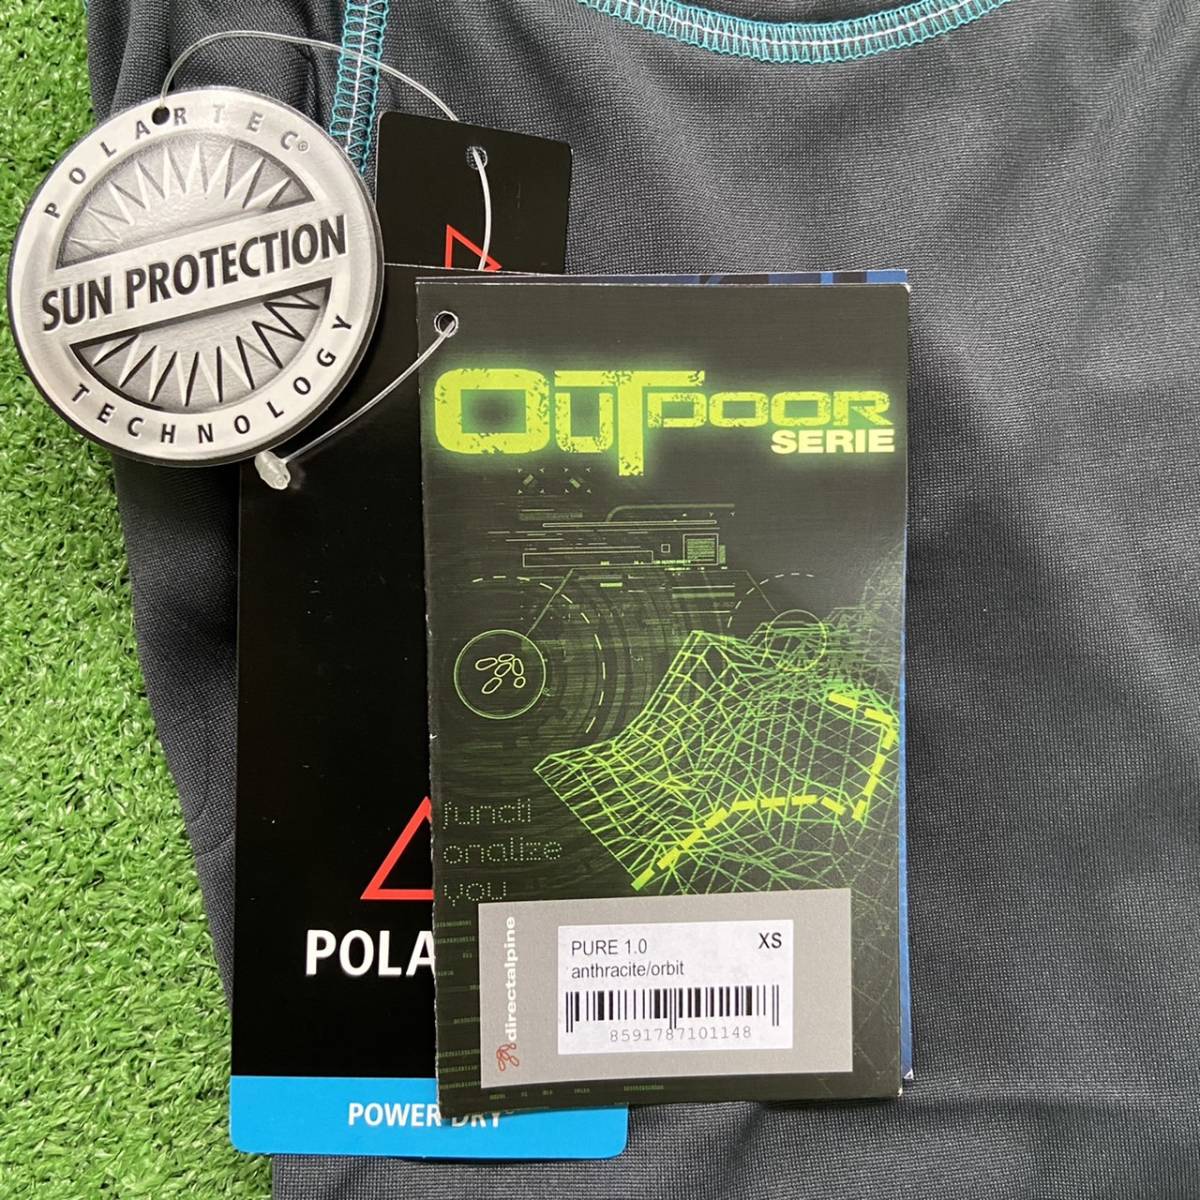 POLARTEC®
SUN PROTECTION
TECHNOLOGY
OUTDOOR
SERIE
functi
onalize
you
directalpine
PURE 1.0
XS
anthracite/orbit
8591787101148
POLA
POWER DRY